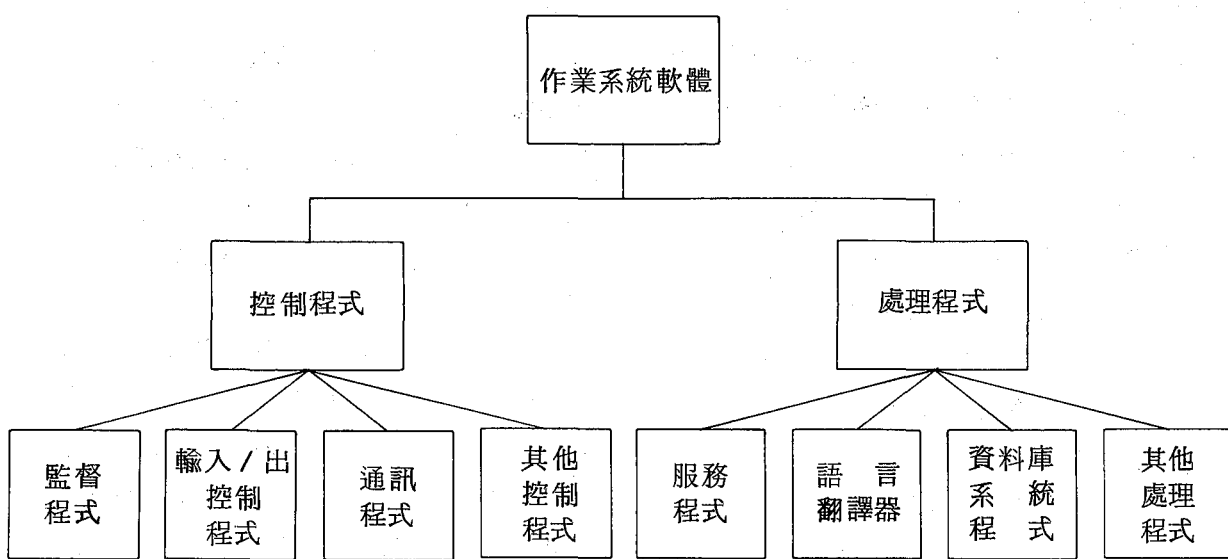 作業系統軟體
控制程式
處理程式
監督
程式
輸入/出
控制
程式
通訊
程式
其他
控制
程式
服務
程式
語言
翻譯器
資料庫
系統
程式
其他
處理
程式